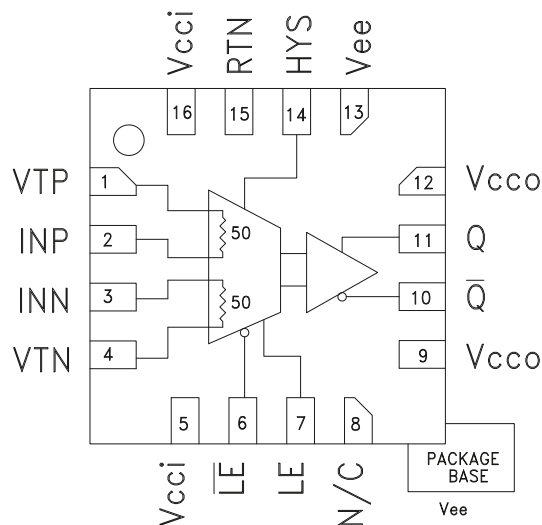 Vcci
RTN
HYS
Vee
16
15
14
13
VTP
1
12
Vcco
INP
2
50
11
Q
INN
3
50
10
Q̅
VTN
4
9
Vcco
5
6
7
8
Vcci
L̅E̅
LE
N/C
PACKAGE
BASE
Vee